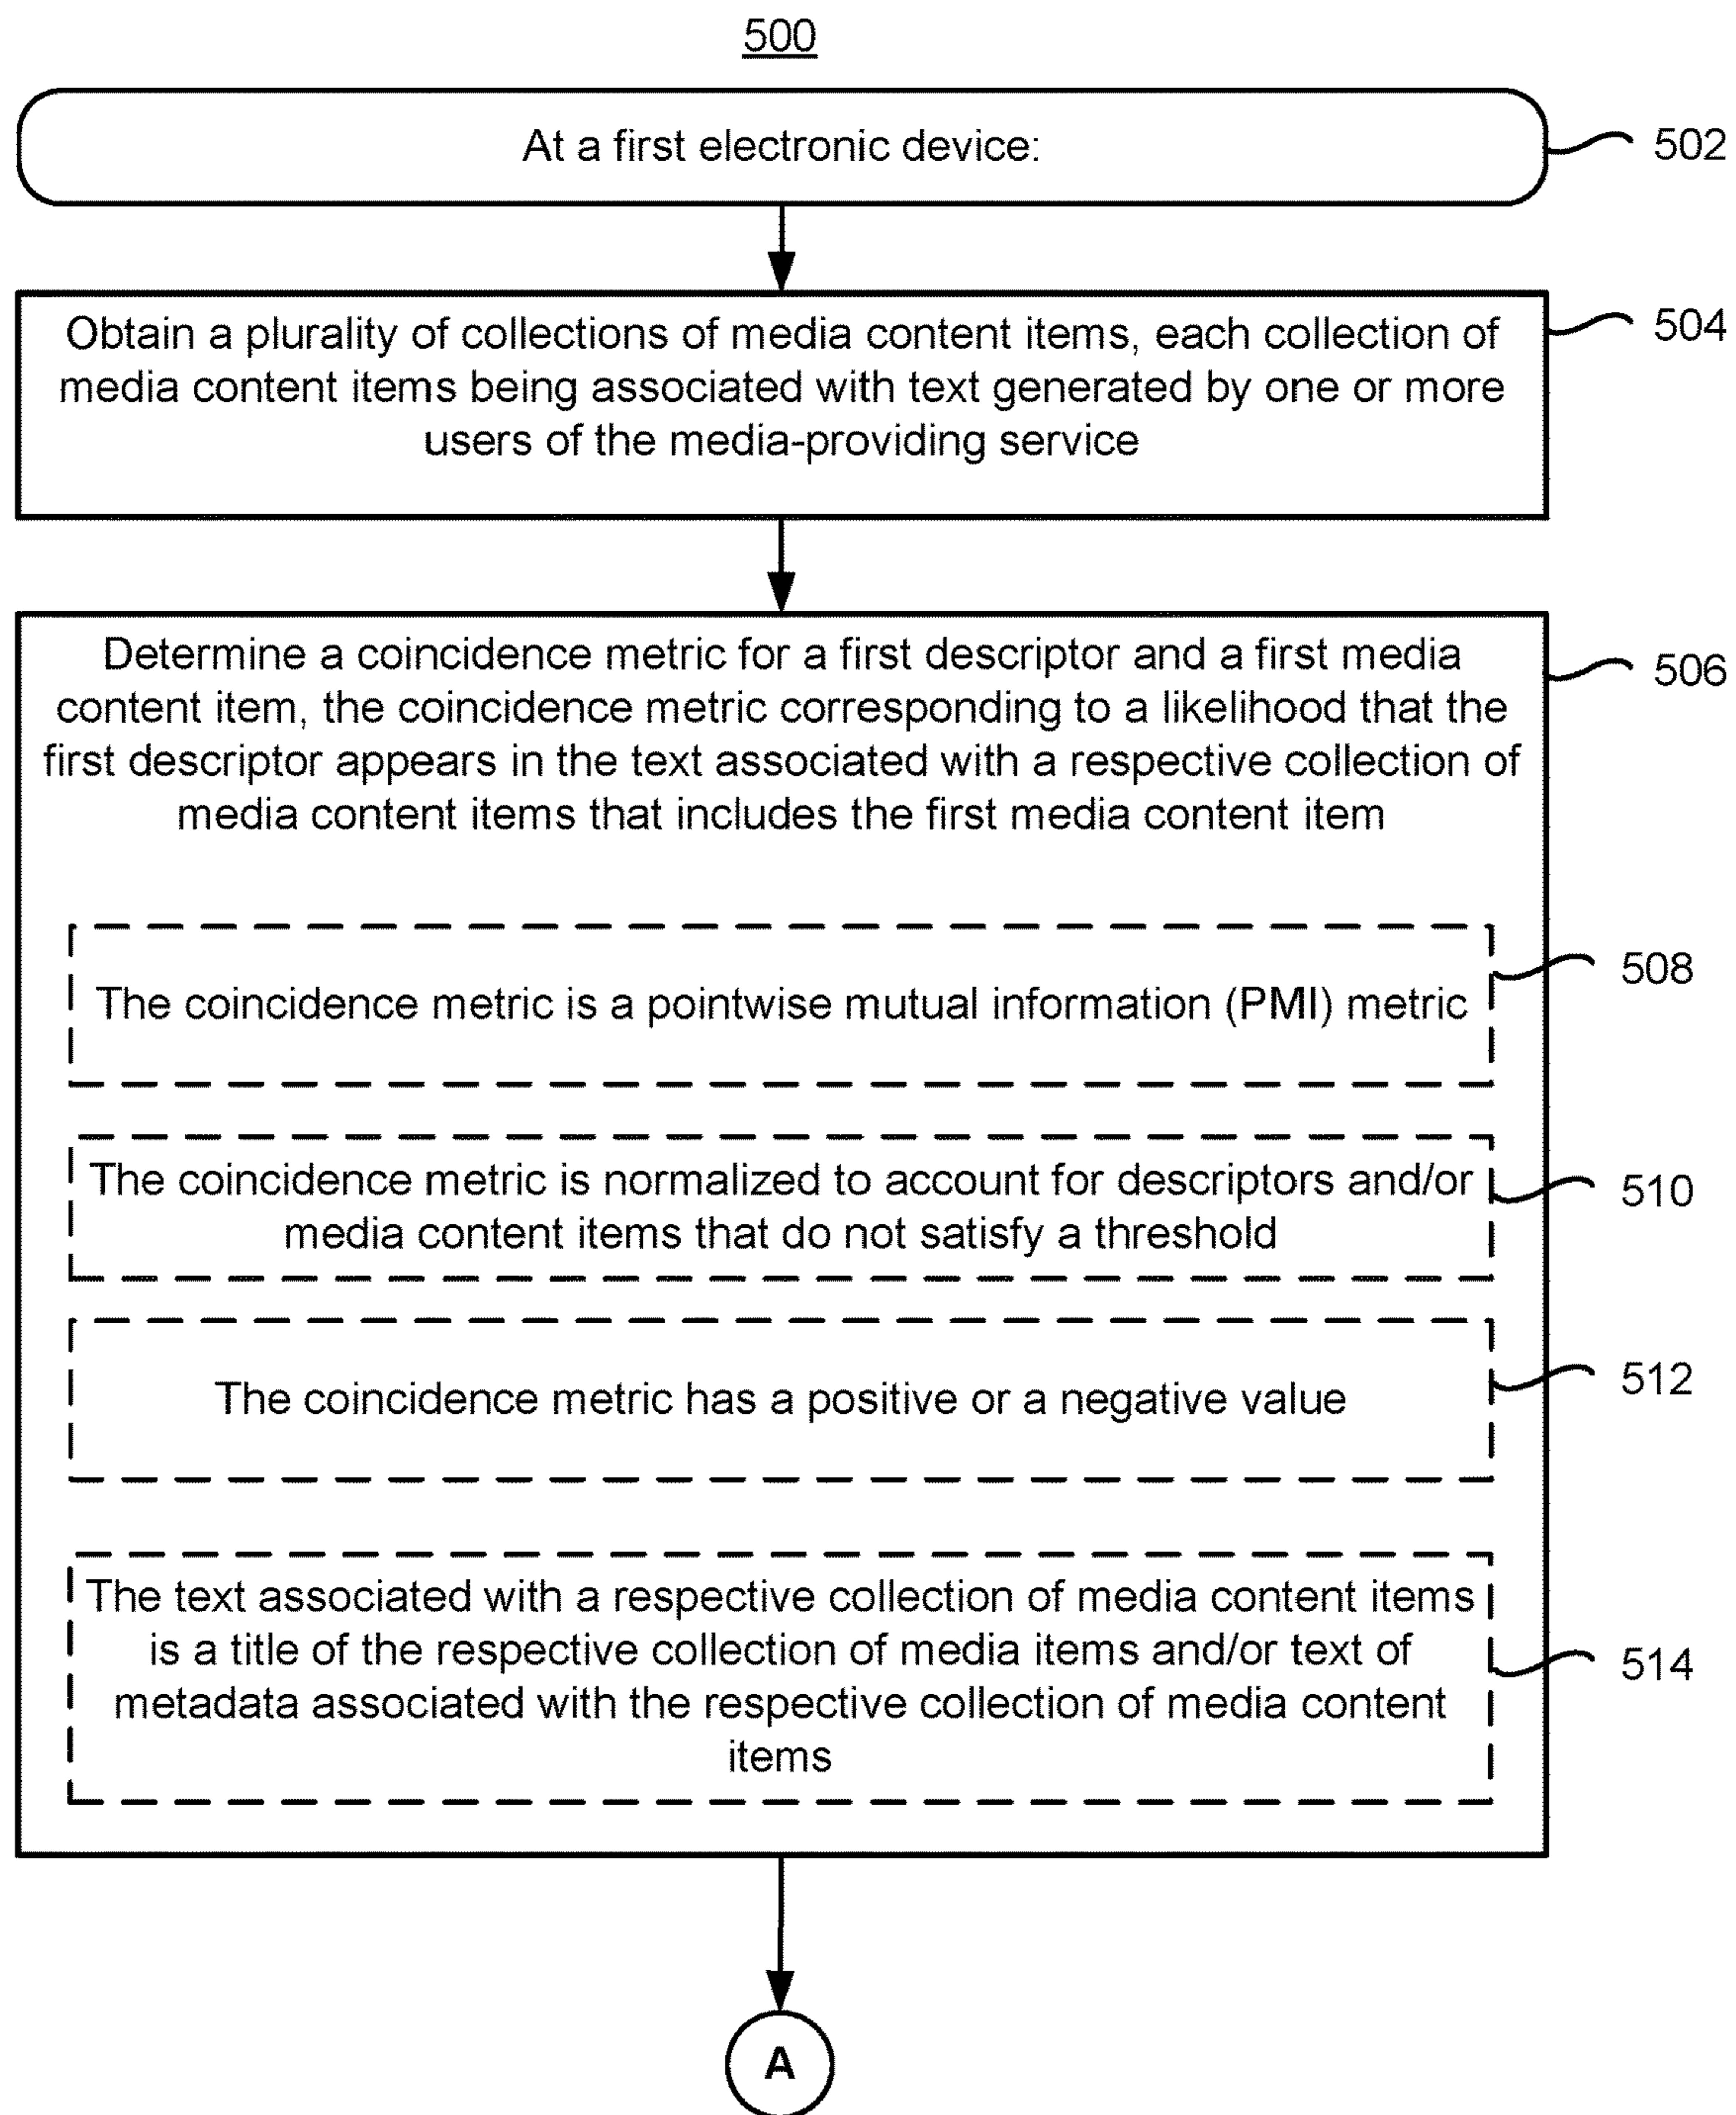 500
At a first electronic device:
502
Obtain a plurality of collections of media content items, each collection of
media content items being associated with text generated by one or more
users of the media-providing service
504
Determine a coincidence metric for a first descriptor and a first media
content item, the coincidence metric corresponding to a likelihood that the
first descriptor appears in the text associated with a respective collection of
media content items that includes the first media content item
506
The coincidence metric is a pointwise mutual information (PMI) metric
508
The coincidence metric is normalized to account for descriptors and/or
media content items that do not satisfy a threshold
510
The coincidence metric has a positive or a negative value
512
The text associated with a respective collection of media content items
is a title of the respective collection of media items and/or text of
metadata associated with the respective collection of media content
items
514
A